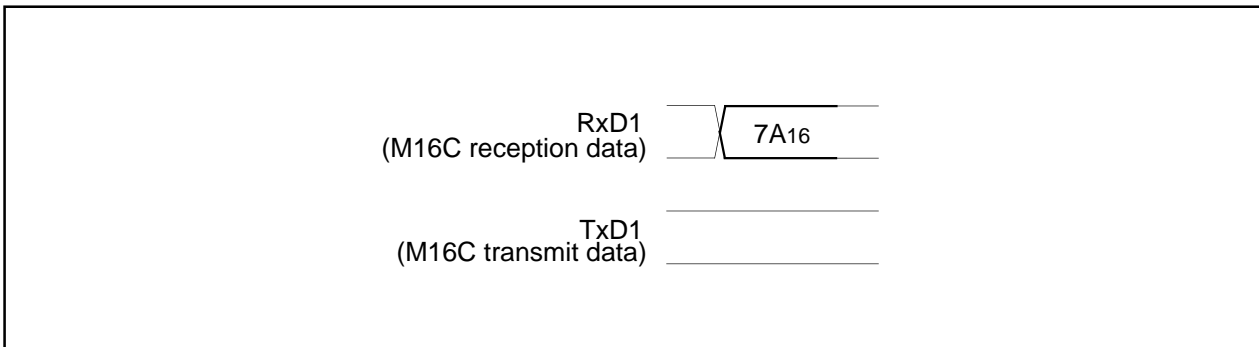 RxD1
(M16C reception data)
7A16
TxD1
(M16C transmit data)